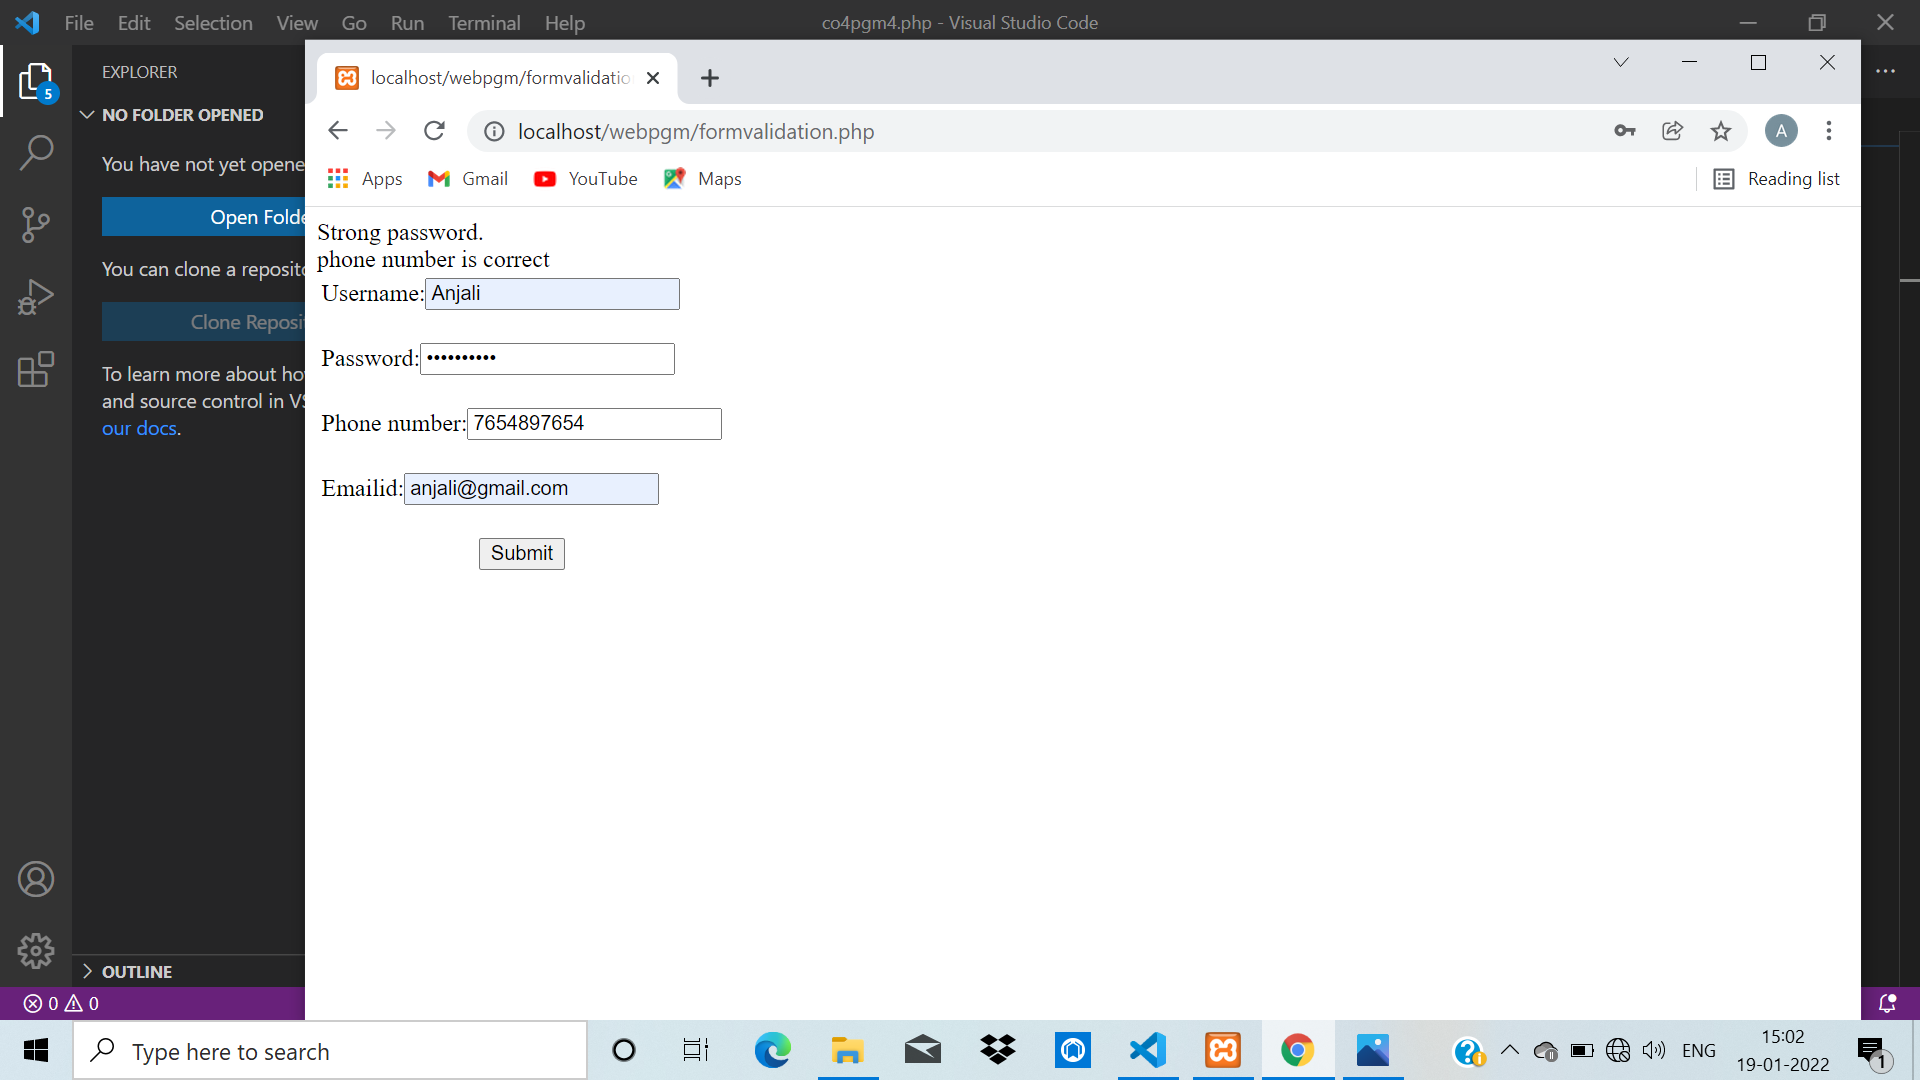 File Edit Selection View Go Run Terminal Help
co4pgm4.php - Visual Studio Code
EXPLORER
5
NO FOLDER OPENED
You have not yet opene
Open Folde
You can clone a reposito
Clone Reposit
To learn more about ho
and source control in VS
our docs.
OUTLINE
0 0
localhost/webpgm/formvalidatio
localhost/webpgm/formvalidation.php
A
Apps Gmail YouTube Maps
Reading list
Strong password.
phone number is correct
Username: Anjali
Password: ••••••••••
Phone number: 7654897654
Emailid: anjali@gmail.com
Submit
Type here to search
ENG
15:02
19-01-2022
1